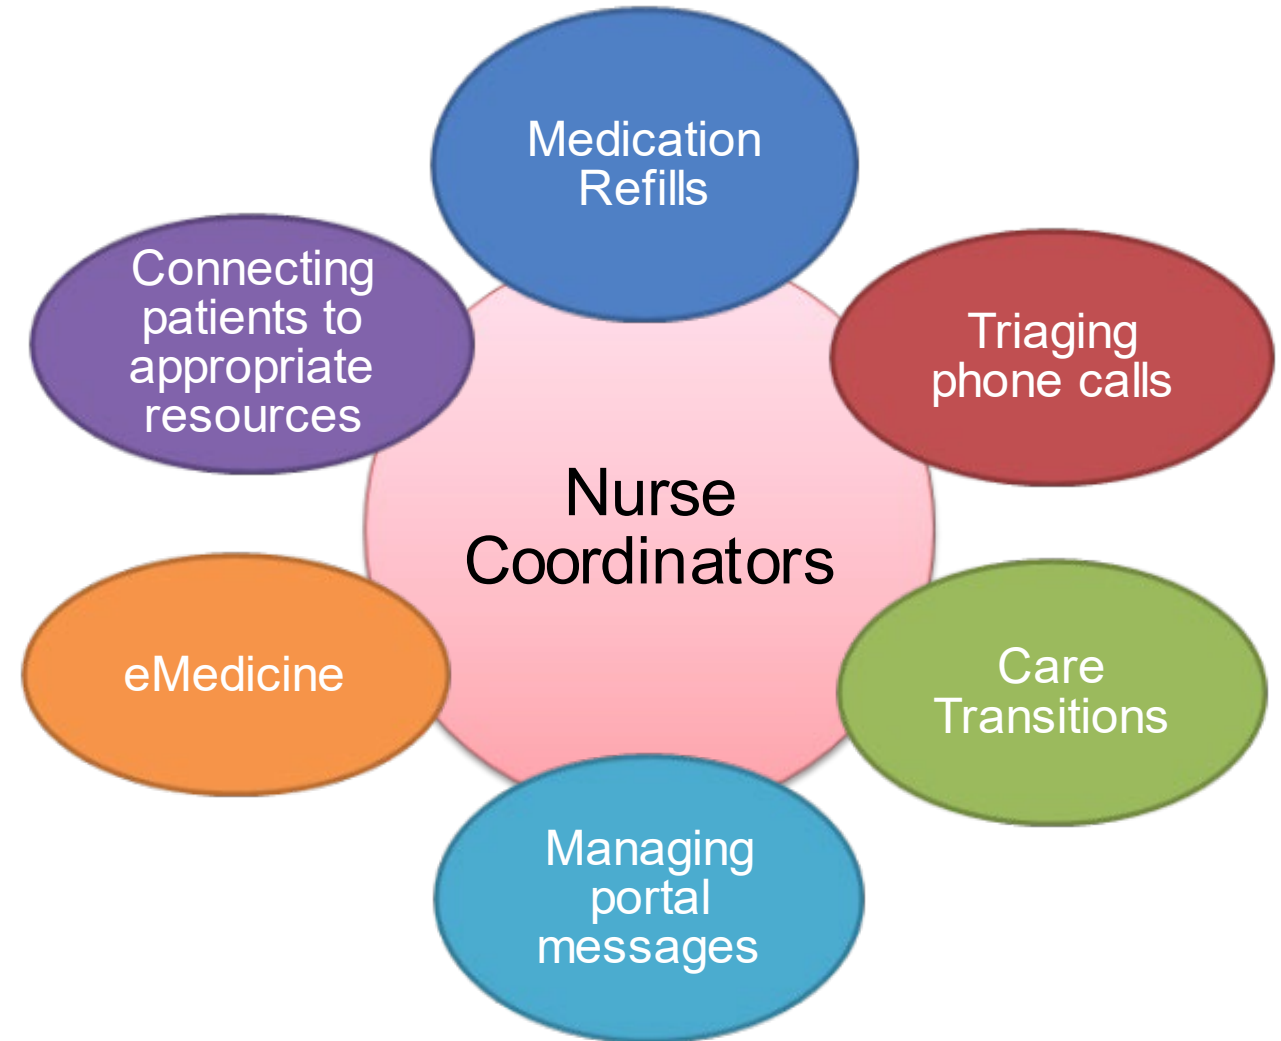 Medication
Refills
Triaging
phone calls
Care
Transitions
Managing
portal
messages
eMedicine
Connecting
patients to
appropriate
resources
Nurse
Coordinators